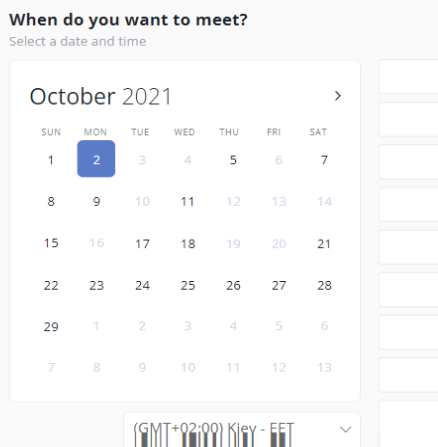 When do you want to meet?
Select a date and time
October 2021
SUN MON TUE WED THU FRI SAT
1 2 3 4 5 6 7
8 9 10 11 12 13 14
15 16 17 18 19 20 21
22 23 24 25 26 27 28
29 1 2 3 4 5 6
7 8 9 10 11 12 13
(GMT+02:00) Kiev - EET